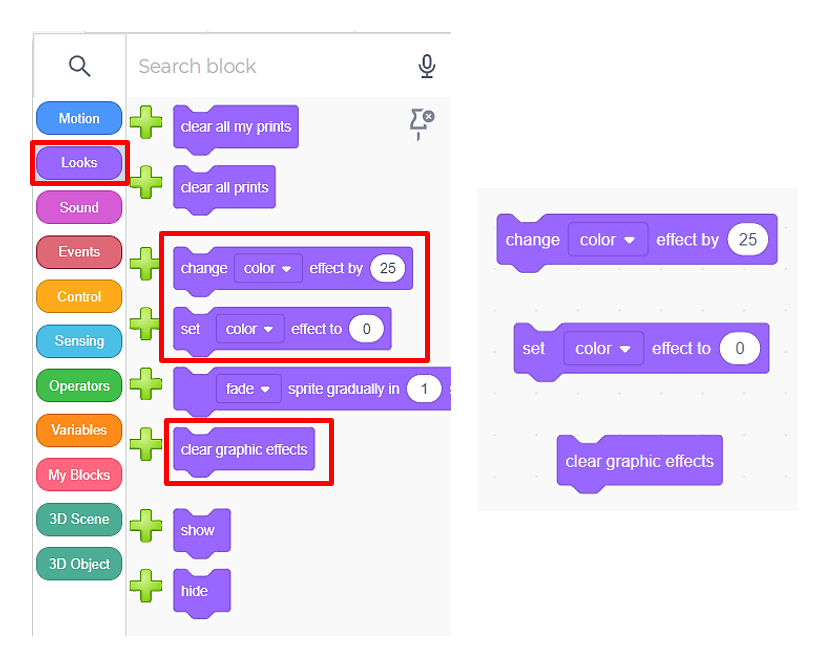 Search block
Motion
Looks
Sound
Events
Control
Sensing
Operators
Variables
My Blocks
3D Scene
3D Object
clear all my prints
clear all prints
change color effect by 25
set color effect to 0
fade sprite gradually in 1
clear graphic effects
show
hide
change color effect by 25
set color effect to 0
clear graphic effects